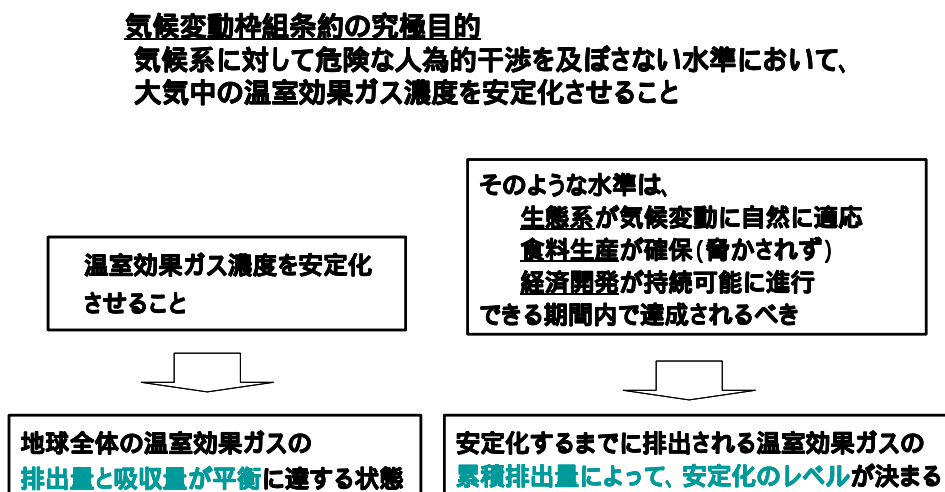 気候変動枠組条約の究極目的
気候系に対して危険な人為的干渉を及ぼさない水準において、
大気中の温室効果ガス濃度を安定化させること
温室効果ガス濃度を安定化
させること
地球全体の温室効果ガスの
排出量と吸収量が平衡に達する状態
そのような水準は、
生態系が気候変動に自然に適応
食料生産が確保(脅かされず)
経済開発が持続可能に進行
できる期間内で達成されるべき
安定化するまでに排出される温室効果ガスの
累積排出量によって、安定化のレベルが決まる